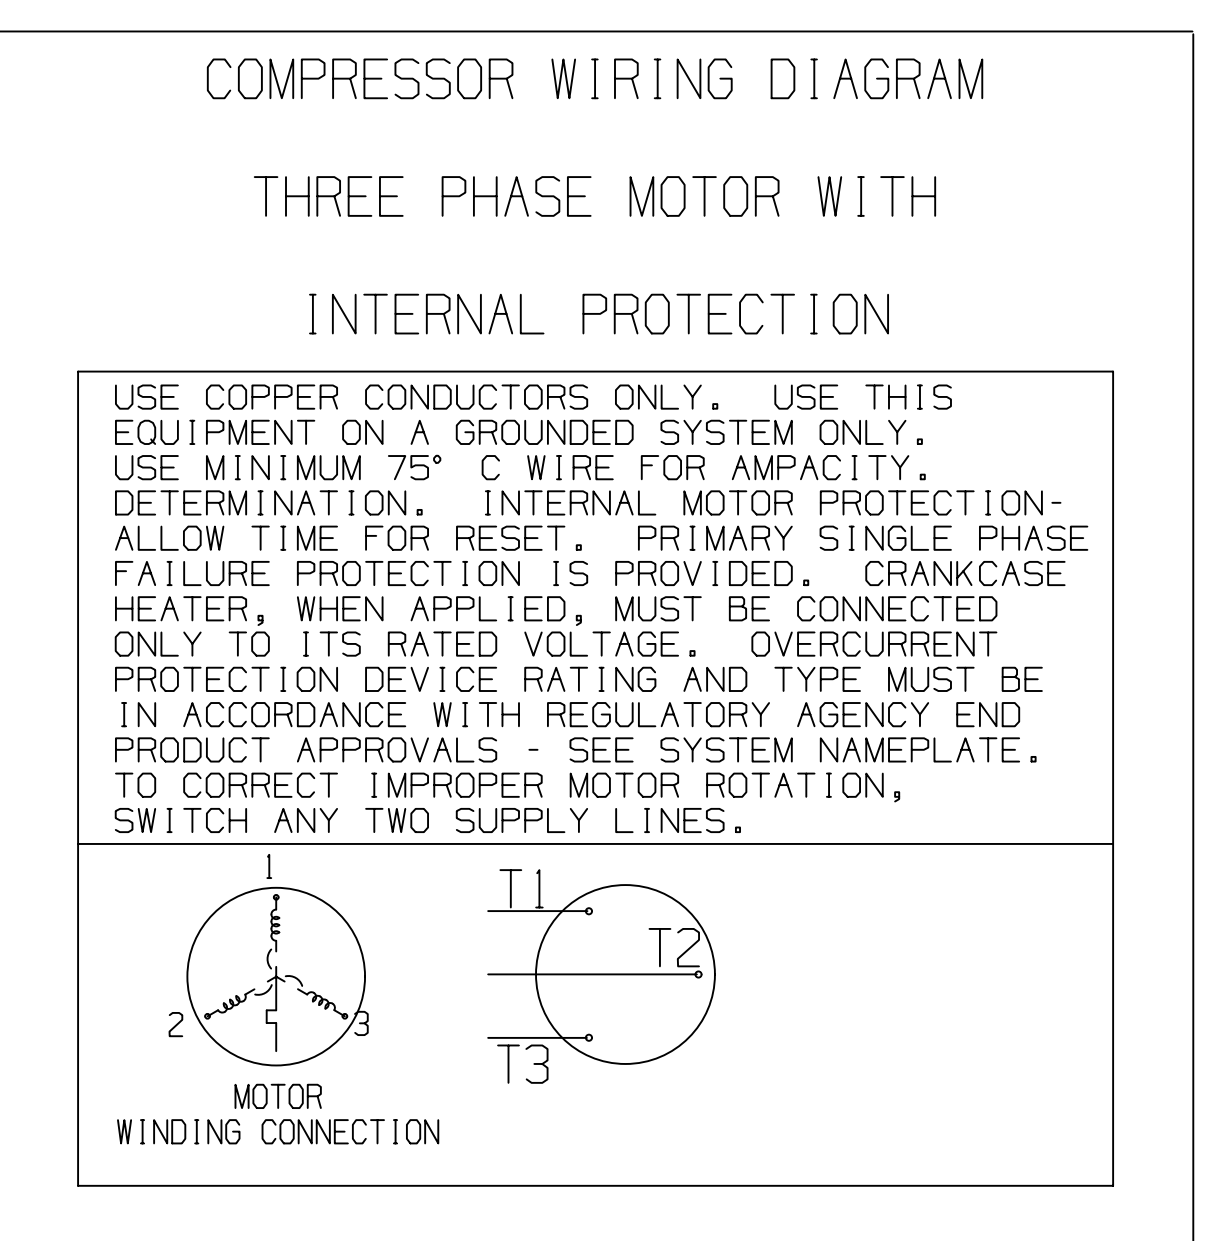 COMPRESSOR WIRING DIAGRAM
THREE PHASE MOTOR WITH
INTERNAL PROTECTION
USE COPPER CONDUCTORS ONLY. USE THIS
EQUIPMENT ON A GROUNDED SYSTEM ONLY.
USE MINIMUM 75° C WIRE FOR AMPACITY.
DETERMINATION. INTERNAL MOTOR PROTECTION-
ALLOW TIME FOR RESET. PRIMARY SINGLE PHASE
FAILURE PROTECTION IS PROVIDED. CRANKCASE
HEATER, WHEN APPLIED, MUST BE CONNECTED
ONLY TO ITS RATED VOLTAGE. OVERCURRENT
PROTECTION DEVICE RATING AND TYPE MUST BE
IN ACCORDANCE WITH REGULATORY AGENCY END
PRODUCT APPROVALS - SEE SYSTEM NAMEPLATE.
TO CORRECT IMPROPER MOTOR ROTATION,
SWITCH ANY TWO SUPPLY LINES.
1
2
3
MOTOR
WINDING CONNECTION
T1
T2
T3